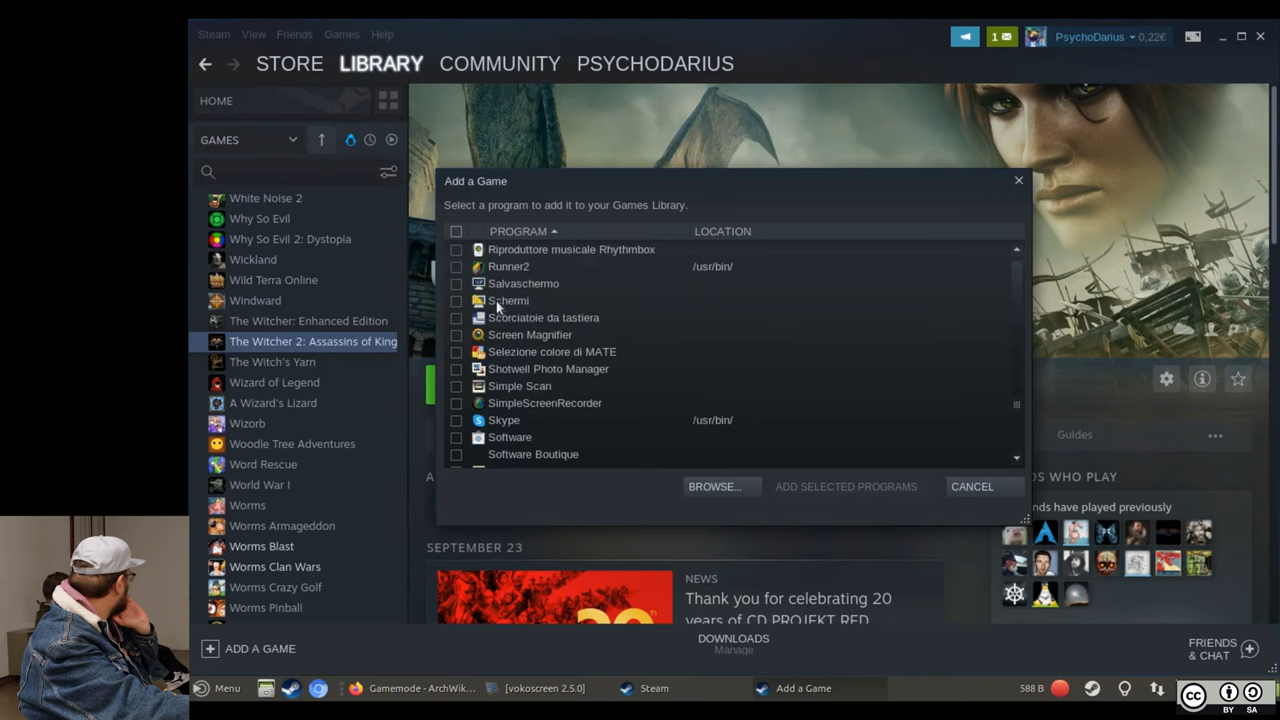 Steam View Friends Games Help
1 PsychoDarius 0,22€
STORE LIBRARY COMMUNITY PSYCHODARIUS
HOME
GAMES
White Noise 2
Why So Evil
Why So Evil 2: Dystopia
Wickland
Wild Terra Online
Windward
The Witcher: Enhanced Edition
The Witcher 2: Assassins of King
The Witch's Yarn
Wizard of Legend
A Wizard's Lizard
Wizorb
Woodle Tree Adventures
Word Rescue
World War I
Worms
Worms Armageddon
Worms Blast
Worms Clan Wars
Worms Crazy Golf
Worms Pinball
Add a Game
Select a program to add it to your Games Library.
PROGRAM LOCATION
Riproduttore musicale Rhythmbox
Runner2 /usr/bin/
Salvaschermo
Schermi
Scorciatoie da tastiera
Screen Magnifier
Selezione colore di MATE
Shotwell Photo Manager
Simple Scan
SimpleScreenRecorder
Skype /usr/bin/
Software
Software Boutique
BROWSE... ADD SELECTED PROGRAMS CANCEL
Guides
DS WHO PLAY
nds have played previously
SEPTEMBER 23
20th
NEWS
Thank you for celebrating 20
years of CD PROJEKT RED
ADD A GAME
DOWNLOADS
Manage
FRIENDS
& CHAT
Menu Gamemode - ArchWik... [vokoscreen 2.5.0] Steam Add a Game 588 B
CC BY SA